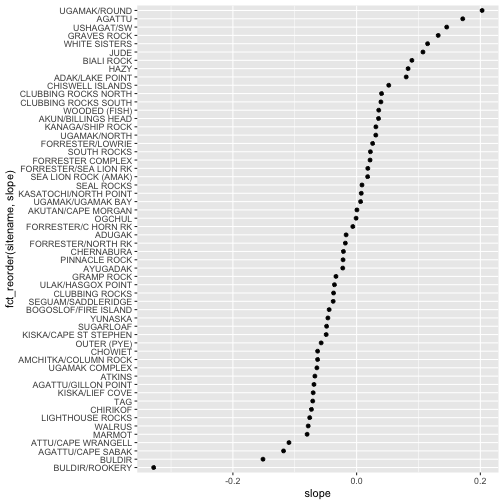 UGAMAK/ROUND
AGATTU
USHAGAT/SW
GRAVES ROCK
WHITE SISTERS
JUDE
BIALI ROCK
HAZY
ADAK/LAKE POINT
CHISWELL ISLANDS
CLUBBING ROCKS NORTH
CLUBBING ROCKS SOUTH
WOODED (FISH)
AKUN/BILLINGS HEAD
KANAGA/SHIP ROCK
UGAMAK/NORTH
FORRESTER/LOWRIE
SOUTH ROCKS
FORRESTER COMPLEX
FORRESTER/SEA LION RK
SEA LION ROCK (AMAK)
SEAL ROCKS
KASATOCHI/NORTH POINT
UGAMAK/UGAMAK BAY
AKUTAN/CAPE MORGAN
OGCHUL
FORRESTER/C HORN RK
ADUGAK
FORRESTER/NORTH RK
CHERNABURA
PINNACLE ROCK
AYUGADAK
GRAMP ROCK
ULAK/HASGOX POINT
CLUBBING ROCKS
SEGUAM/SADDLERIDGE
BOGOSLOF/FIRE ISLAND
YUNASKA
SUGARLOAF
KISKA/CAPE ST STEPHEN
OUTER (PYE)
CHOWIET
AMCHITKA/COLUMN ROCK
UGAMAK COMPLEX
ATKINS
AGATTU/GILLON POINT
KISKA/LIEF COVE
TAG
CHIRIKOF
LIGHTHOUSE ROCKS
WALRUS
MARMOT
ATTU/CAPE WRANGELL
AGATTU/CAPE SABAK
BULDIR
BULDIR/ROOKERY
fct_reorder(sitename, slope)
-0.2 0.0 0.2
slope